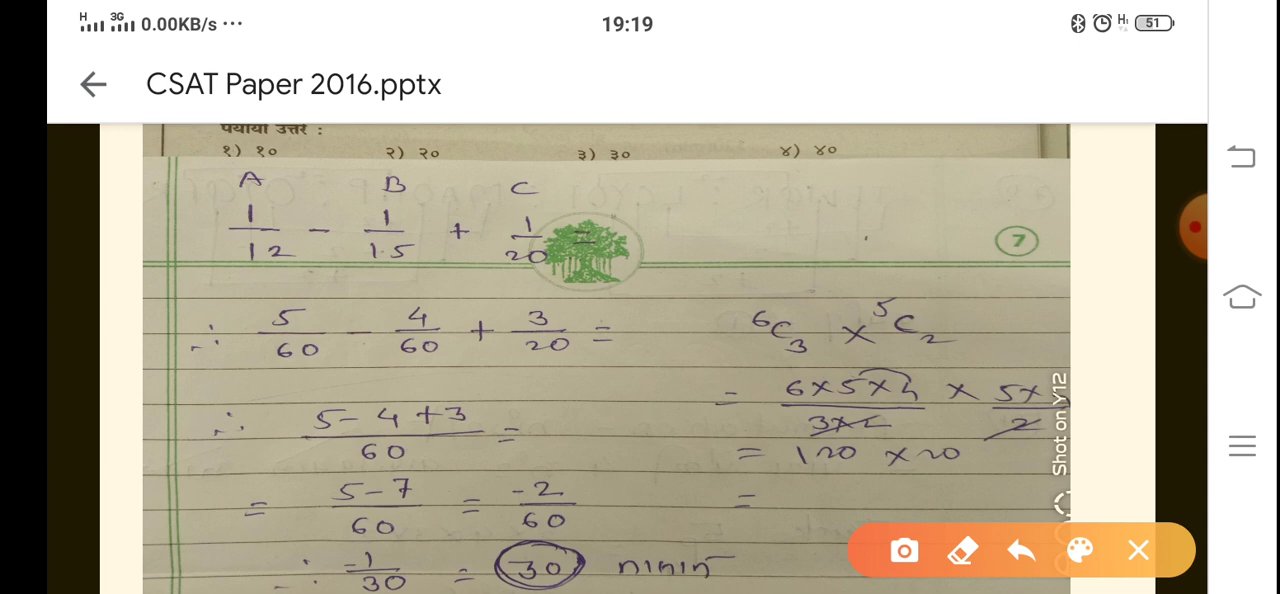 H 3G 0.00KB/s ··· 19:19 51
CSAT Paper 2016.pptx
पर्यायी उत्तरे :
१) १० २) २० ३) ३० ४) ४०
A B C
1/12 - 1/15 + 1/20 =
7
∴ 5/60 - 4/60 + 3/20 =
⁶C₃ × ⁵C₂
∴ 5-4+3/60 =
= 6×5×4/3×2 × 5×/2
= 120 × 20
= 5-7/60 = -2/60
=
∴ -1/30 = 30
Shot on Y12